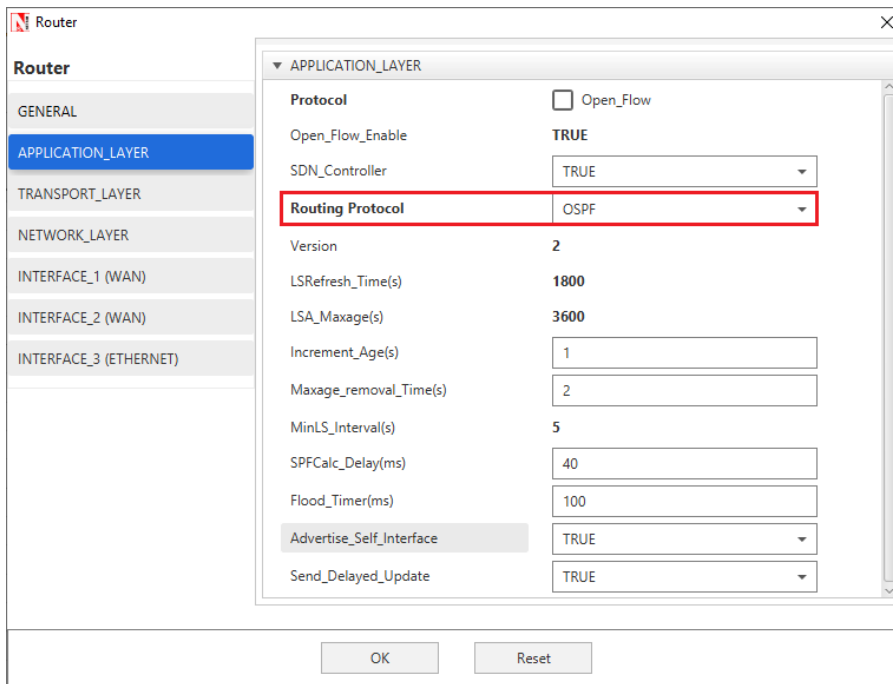 Router
Router
GENERAL
APPLICATION_LAYER
TRANSPORT_LAYER
NETWORK_LAYER
INTERFACE_1 (WAN)
INTERFACE_2 (WAN)
INTERFACE_3 (ETHERNET)
APPLICATION_LAYER
Protocol Open_Flow
Open_Flow_Enable TRUE
SDN_Controller TRUE
Routing Protocol OSPF
Version 2
LSRefresh_Time(s) 1800
LSA_Maxage(s) 3600
Increment_Age(s) 1
Maxage_removal_Time(s) 2
MinLS_Interval(s) 5
SPFCalc_Delay(ms) 40
Flood_Timer(ms) 100
Advertise_Self_Interface TRUE
Send_Delayed_Update TRUE
OK Reset